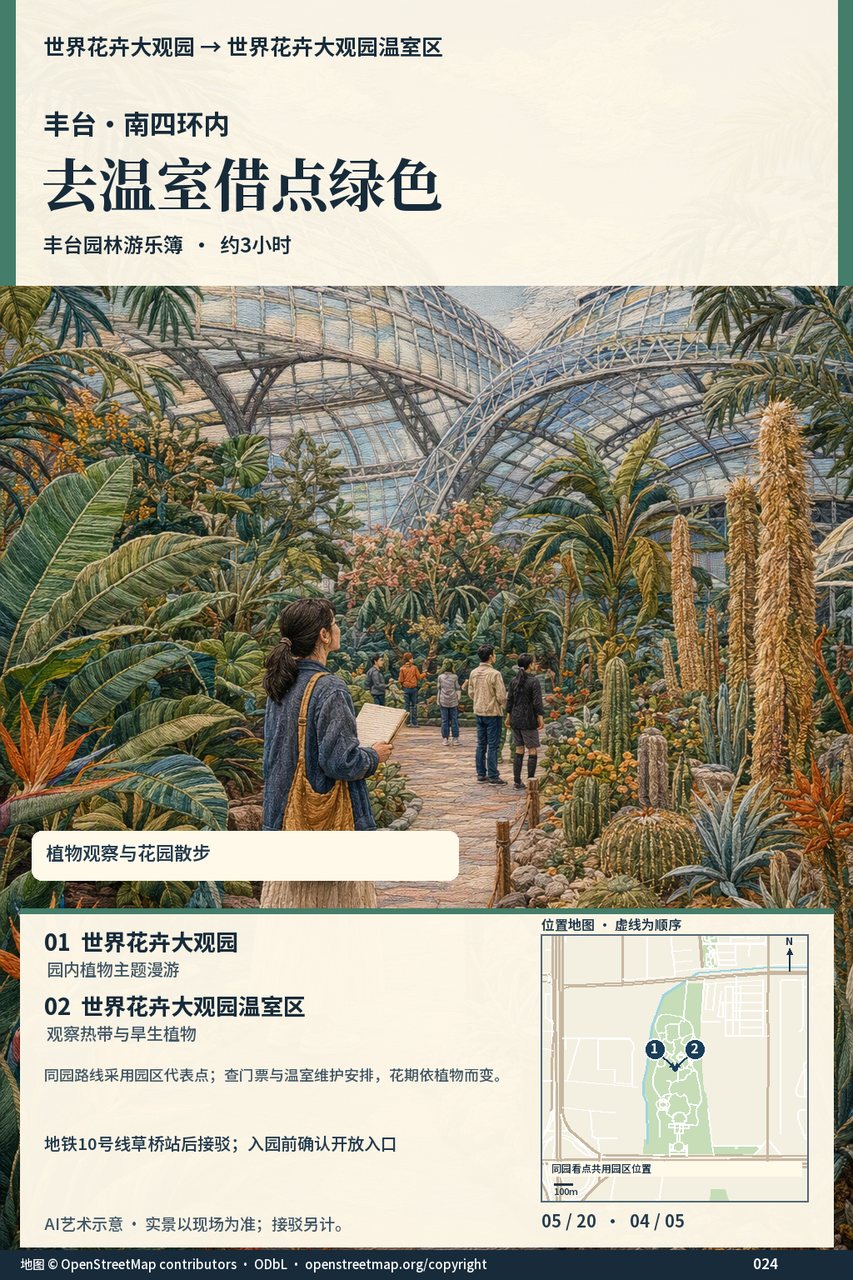 世界花卉大观园 → 世界花卉大观园温室区
丰台·南四环内
去温室借点绿色
丰台园林游乐簿 · 约3小时
植物观察与花园散步
01 世界花卉大观园
园内植物主题漫游
02 世界花卉大观园温室区
观察热带与旱生植物
同园路线采用园区代表点；查门票与温室维护安排，花期依植物而变。
地铁10号线草桥站后接驳；入园前确认开放入口
AI艺术示意 · 实景以现场为准；接驳另计。
位置地图 · 虚线为顺序
N
1 2
同园看点共用园区位置
100m
05 / 20 · 04 / 05
地图 © OpenStreetMap contributors · ODbL · openstreetmap.org/copyright
024